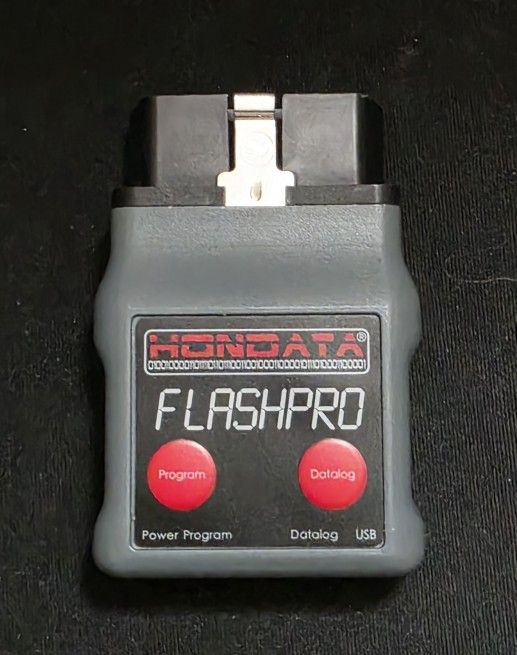 HONDATA®
FLASHPRO
Program Datalog
Power Program Datalog USB